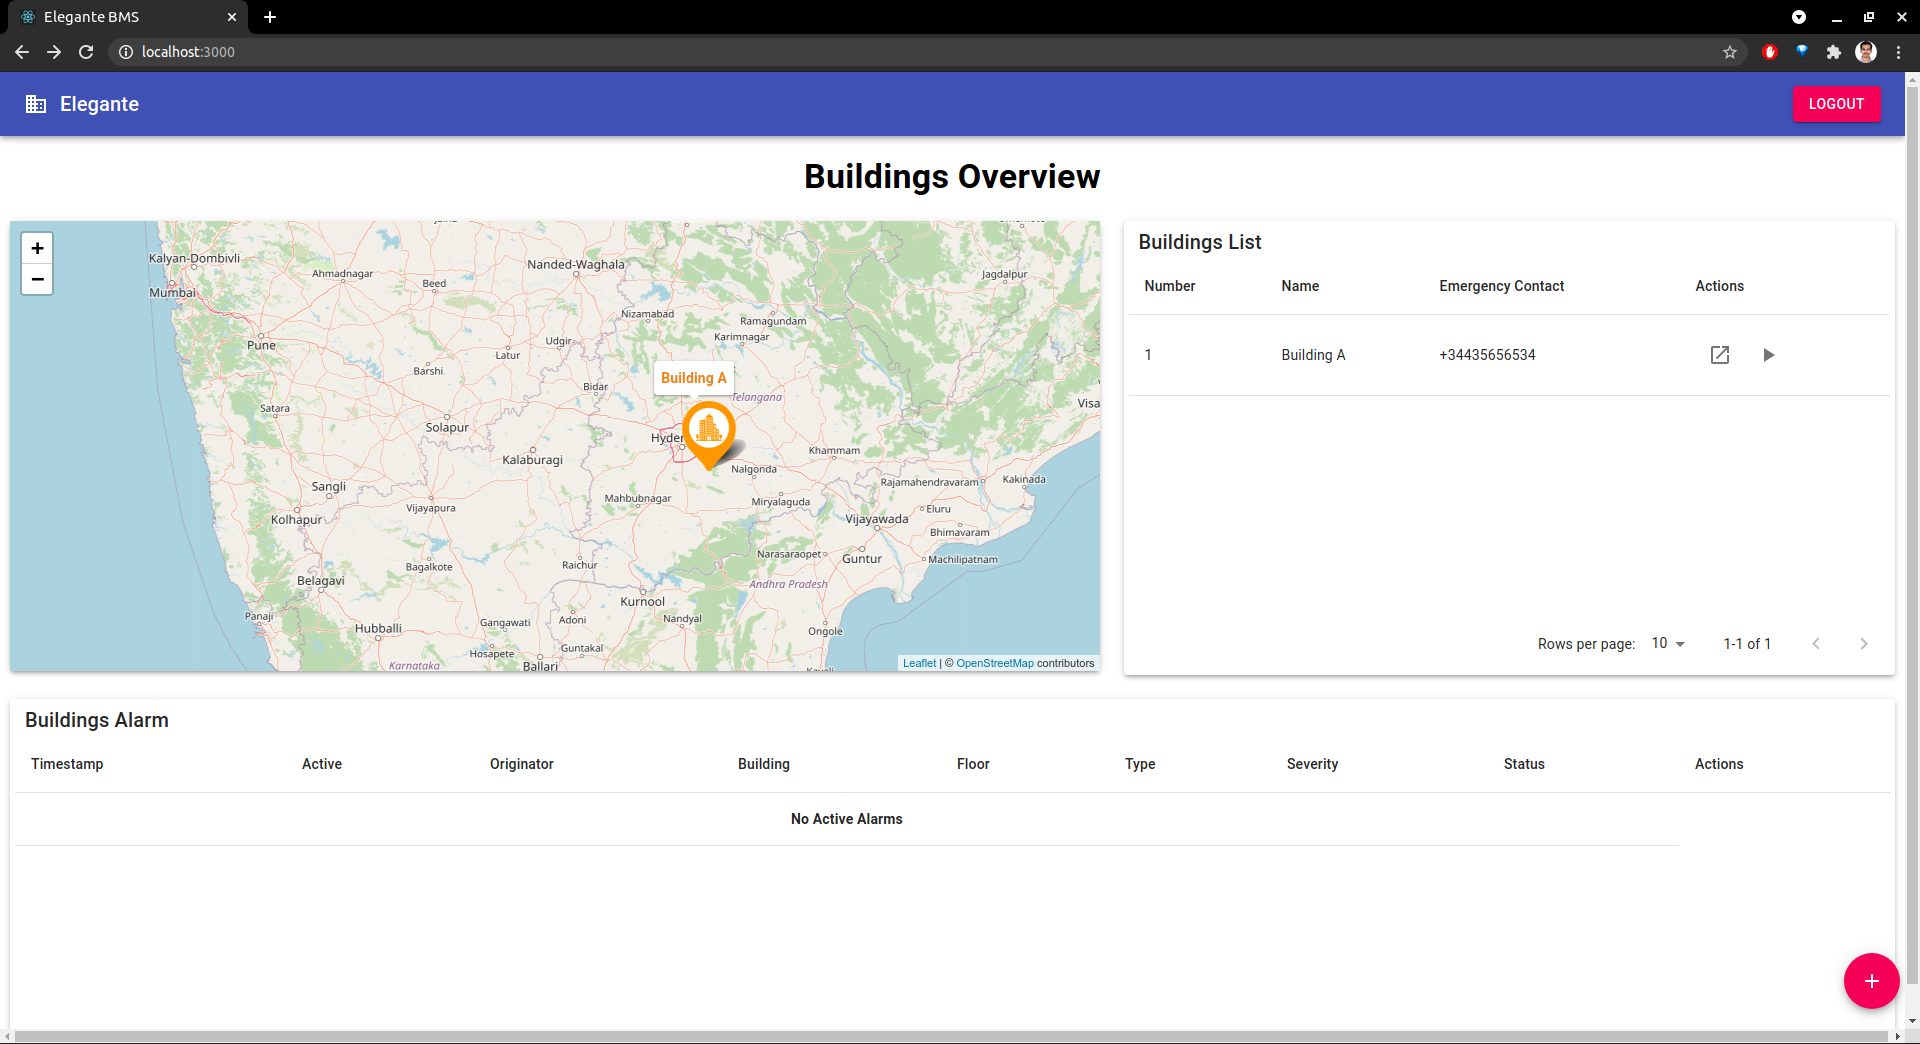 Elegante BMS
localhost:3000
Elegante
LOGOUT
Buildings Overview
+
−
Kalyan-Dombivli
Mumbai
Ahmadnagar
Beed
Nanded-Waghala
Jagdalpur
Nizamabad
Ramagundam
Karimnagar
Pune
Udgir
Latur
Barshi
Bidar
Building A
Telangana
Satara
Solapur
Visa
Hyder
Kalaburagi
Khammam
Nalgonda
Sangli
Mahbubnagar
Rajamahendravaram
Kakinada
Vijayapura
Miryalaguda
Eluru
Kolhapur
Vijayawada
Bhimavaram
Narasaraopet
Guntur
Machilipatnam
Raichur
Bagalkote
Belagavi
Andhra Pradesh
Kurnool
Panaji
Hubballi
Gangawati
Adoni
Nandyal
Ongole
Hosapete
Guntakal
Karnataka
Ballari
Leaflet | © OpenStreetMap contributors
Buildings List
Number Name Emergency Contact Actions
1 Building A +34435656534
Rows per page: 10 1-1 of 1
Buildings Alarm
Timestamp Active Originator Building Floor Type Severity Status Actions
No Active Alarms
+